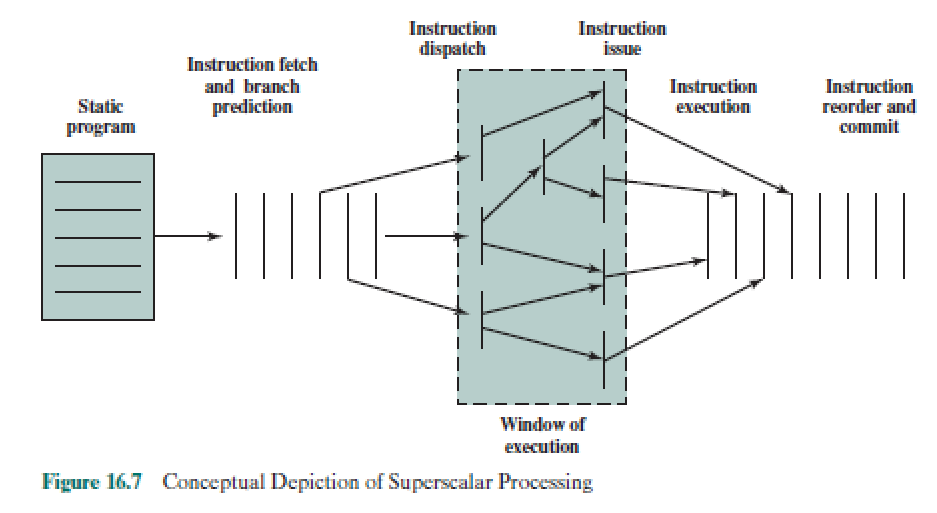 Instruction
dispatch
Instruction
issue
Instruction fetch
and branch
prediction
Instruction
execution
Instruction
reorder and
commit
Static
program
Window of
execution
Figure 16.7 Conceptual Depiction of Superscalar Processing